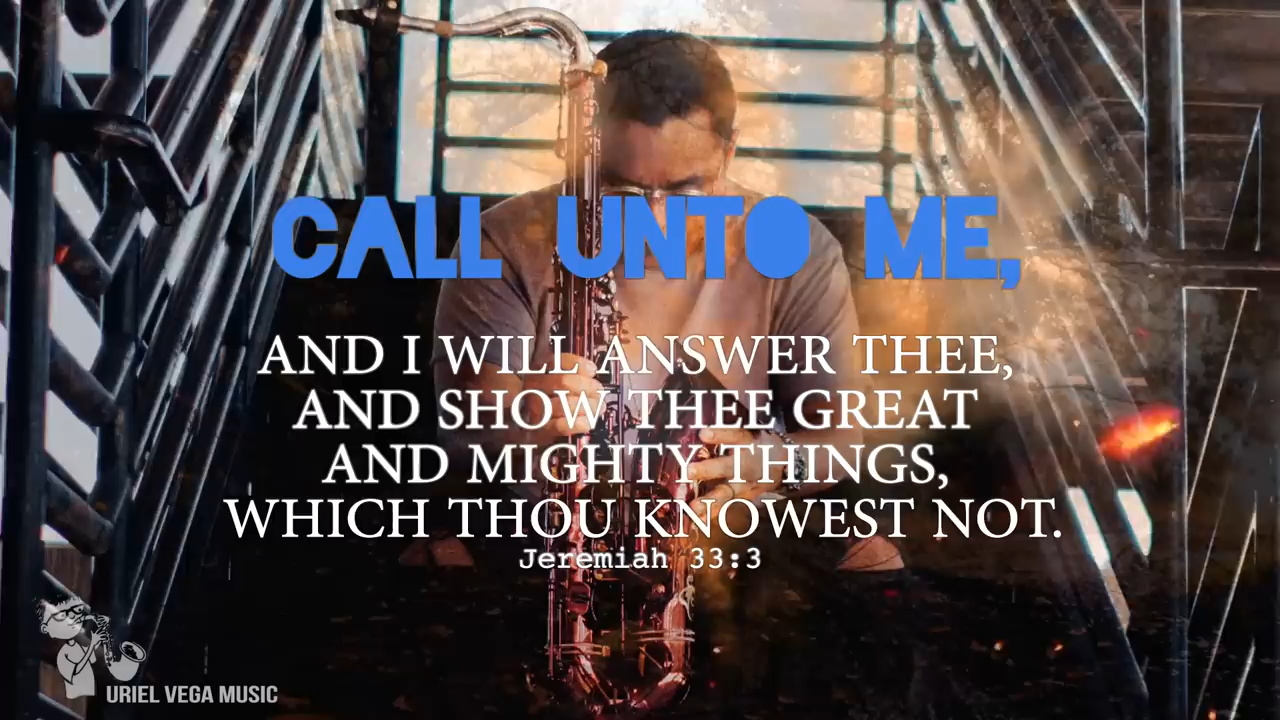 CALL UNTO ME,
AND I WILL ANSWER THEE,
AND SHOW THEE GREAT
AND MIGHTY THINGS,
WHICH THOU KNOWEST NOT.
Jeremiah 33:3
URIEL VEGA MUSIC